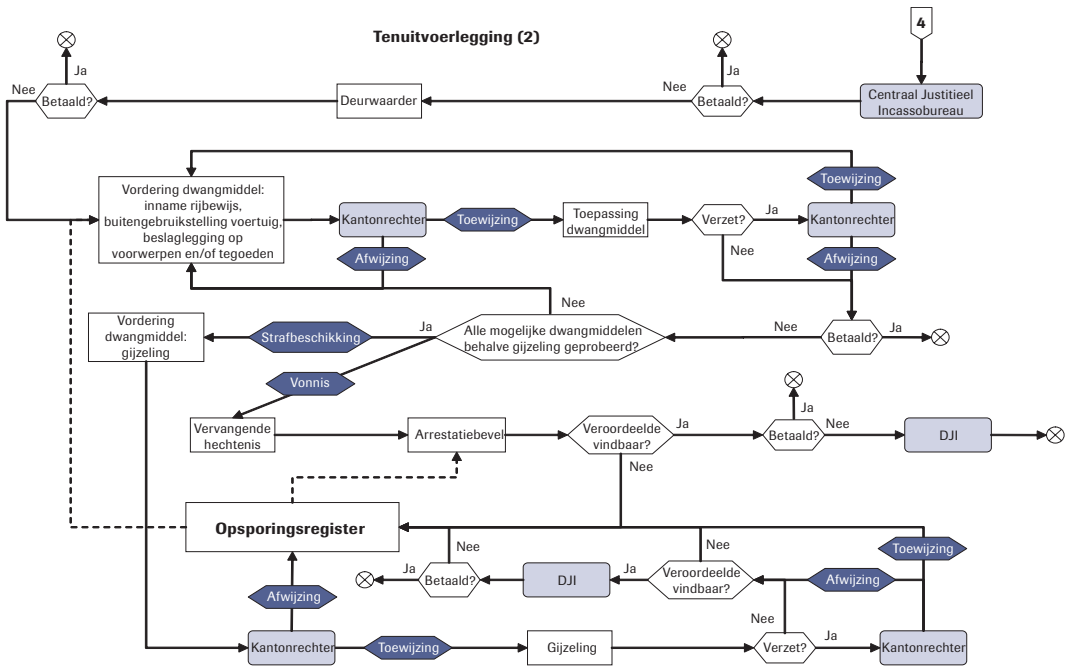 4
Tenuitvoerlegging (2)
Ja
Ja
Nee
Nee
Betaald?
Deurwaarder
Betaald?
Centraal Justitieel
Incassobureau
Toewijzing
Vordering dwangmiddel:
inname rijbewijs,
buitengebruikstelling voertuig,
beslaglegging op
voorwerpen en/of tegoeden
Kantonrechter
Toewijzing
Toepassing
dwangmiddel
Verzet?
Ja
Kantonrechter
Nee
Afwijzing
Afwijzing
Nee
Vordering
dwangmiddel:
gijzeling
Strafbeschikking
Ja
Alle mogelijke dwangmiddelen
behalve gijzeling geprobeerd?
Nee
Betaald?
Ja
Vonnis
Ja
Vervangende
hechtenis
Arrestatiebevel
Veroordeelde
vindbaar?
Ja
Betaald?
Nee
DJI
Nee
Opsporingsregister
Nee
Nee
Toewijzing
Ja
Betaald?
DJI
Ja
Veroordeelde
vindbaar?
Afwijzing
Afwijzing
Nee
Kantonrechter
Toewijzing
Gijzeling
Verzet?
Ja
Kantonrechter